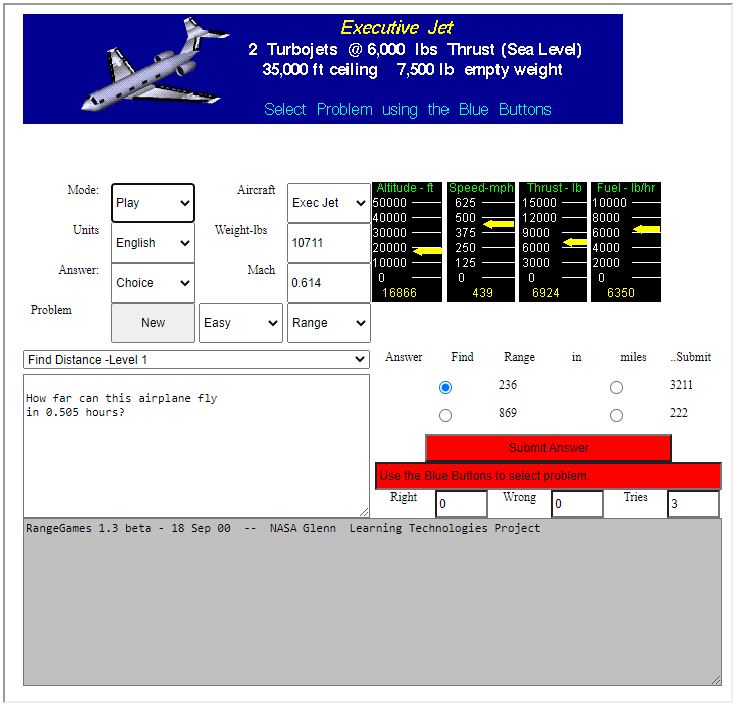 Executive Jet
2 Turbojets @ 6,000 lbs Thrust (Sea Level)
35,000 ft ceiling 7,500 lb empty weight
Select Problem using the Blue Buttons
Mode: Play Aircraft Exec Jet
Units English Weight-lbs 10711
Answer: Choice Mach 0.614
Problem New Easy Range
Altitude - ft Speed-mph Thrust - lb Fuel - lb/hr
50000 625 15000 10000
40000 500 12000 8000
30000 375 9000 6000
20000 250 6000 4000
10000 125 3000 2000
0 0 0 0
16866 439 6924 6350
Find Distance -Level 1
How far can this airplane fly
in 0.505 hours?
Answer Find Range in miles ..Submit
236 3211
869 222
Submit Answer
Use the Blue Buttons to select problem
Right 0 Wrong 0 Tries 3
RangeGames 1.3 beta - 18 Sep 00 -- NASA Glenn Learning Technologies Project